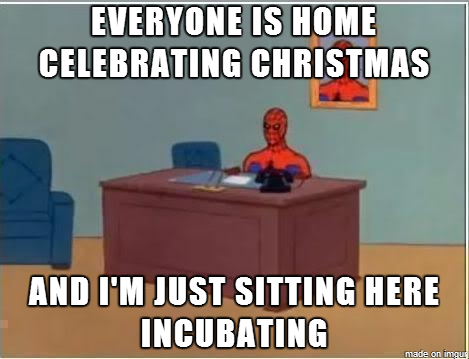 EVERYONE IS HOME
CELEBRATING CHRISTMAS
AND I'M JUST SITTING HERE
INCUBATING
made on imgur